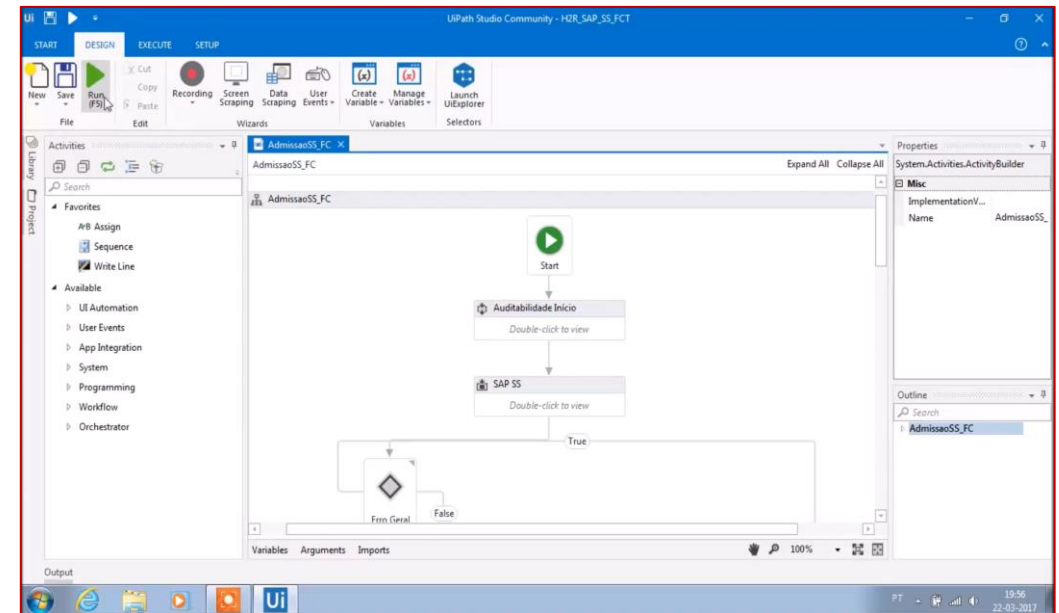 Ui
UiPath Studio Community - H2R_SAP_SS_FCT
START DESIGN EXECUTE SETUP
New
Save
Run
(F5)
Cut
Copy
Paste
Recording
Screen
Scraping
Data
Scraping
User
Events
Create
Variable
Manage
Variables
Launch
UiExplorer
File Edit Wizards Variables Selectors
Library
Project
Activities
Search
Favorites
A+B Assign
Sequence
Write Line
Available
UI Automation
User Events
App Integration
System
Programming
Workflow
Orchestrator
AdmissaoSS_FC
AdmissaoSS_FC Expand All Collapse All
AdmissaoSS_FC
Start
Auditabilidade Início
Double-click to view
SAP SS
Double-click to view
True
Erro Geral
False
Variables Arguments Imports 100%
Properties
System.Activities.ActivityBuilder
Misc
ImplementationV...
Name AdmissaoSS_
Outline
Search
AdmissaoSS_FC
Output
Ui
PT
19:56
22-03-2017